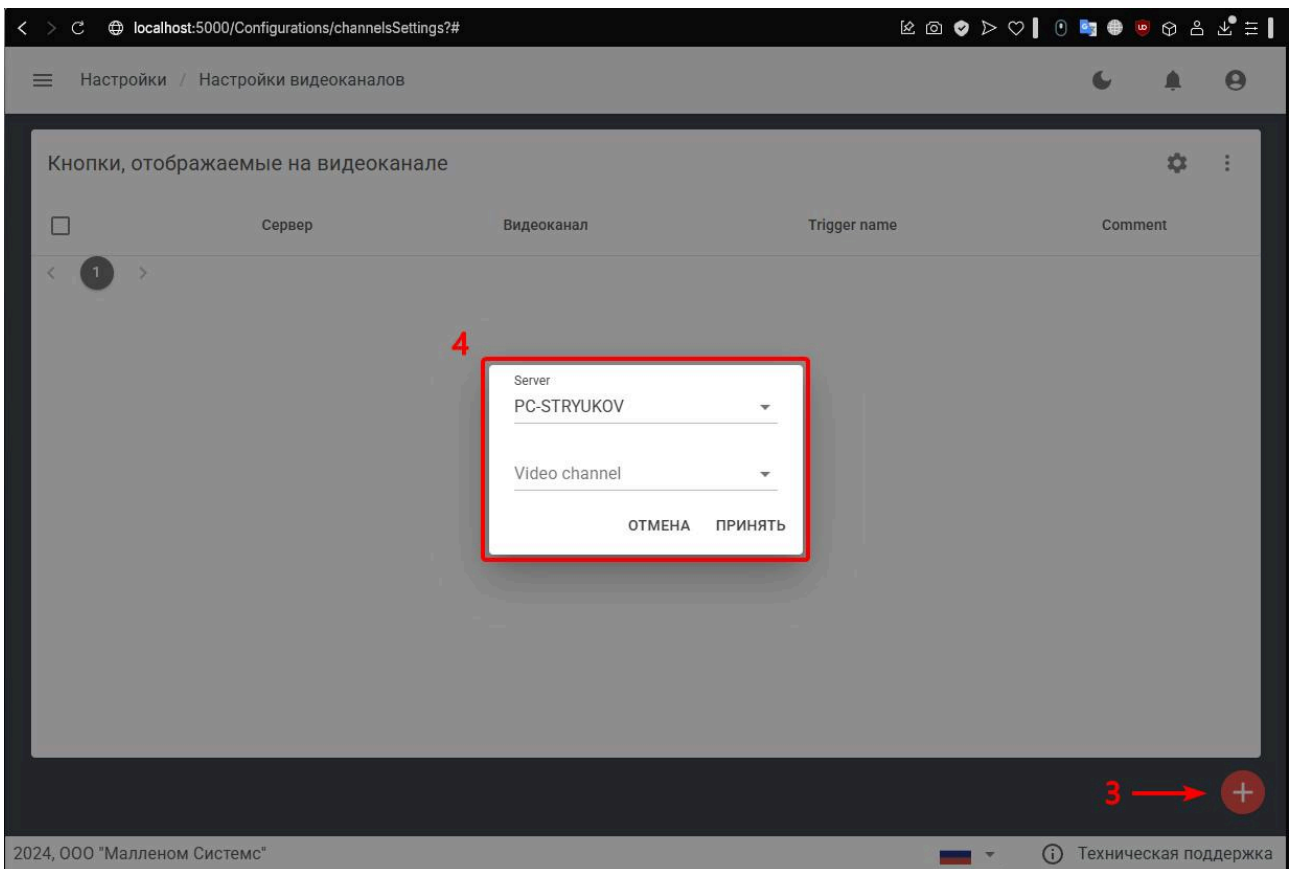 localhost:5000/Configurations/channelsSettings?#
Настройки / Настройки видеоканалов
Кнопки, отображаемые на видеоканале
Сервер Видеоканал Trigger name Comment
1
4
Server
PC-STRYUKOV
Video channel
ОТМЕНА ПРИНЯТЬ
3
2024, ООО "Малленом Системс" Техническая поддержка